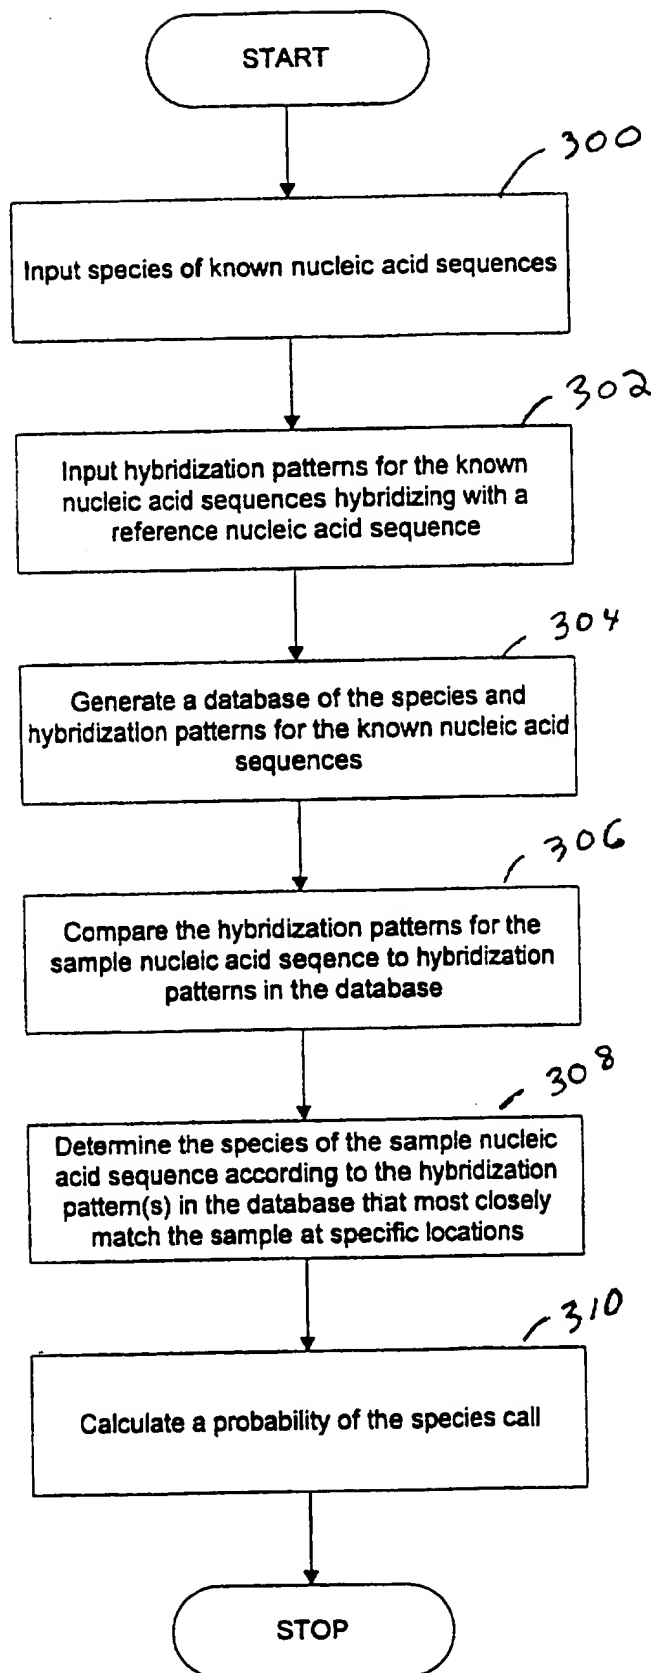 START
300
Input species of known nucleic acid sequences
302
Input hybridization patterns for the known
nucleic acid sequences hybridizing with a
reference nucleic acid sequence
304
Generate a database of the species and
hybridization patterns for the known nucleic acid
sequences
306
Compare the hybridization patterns for the
sample nucleic acid seqence to hybridization
patterns in the database
308
Determine the species of the sample nucleic
acid sequence according to the hybridization
pattern(s) in the database that most closely
match the sample at specific locations
310
Calculate a probability of the species call
STOP